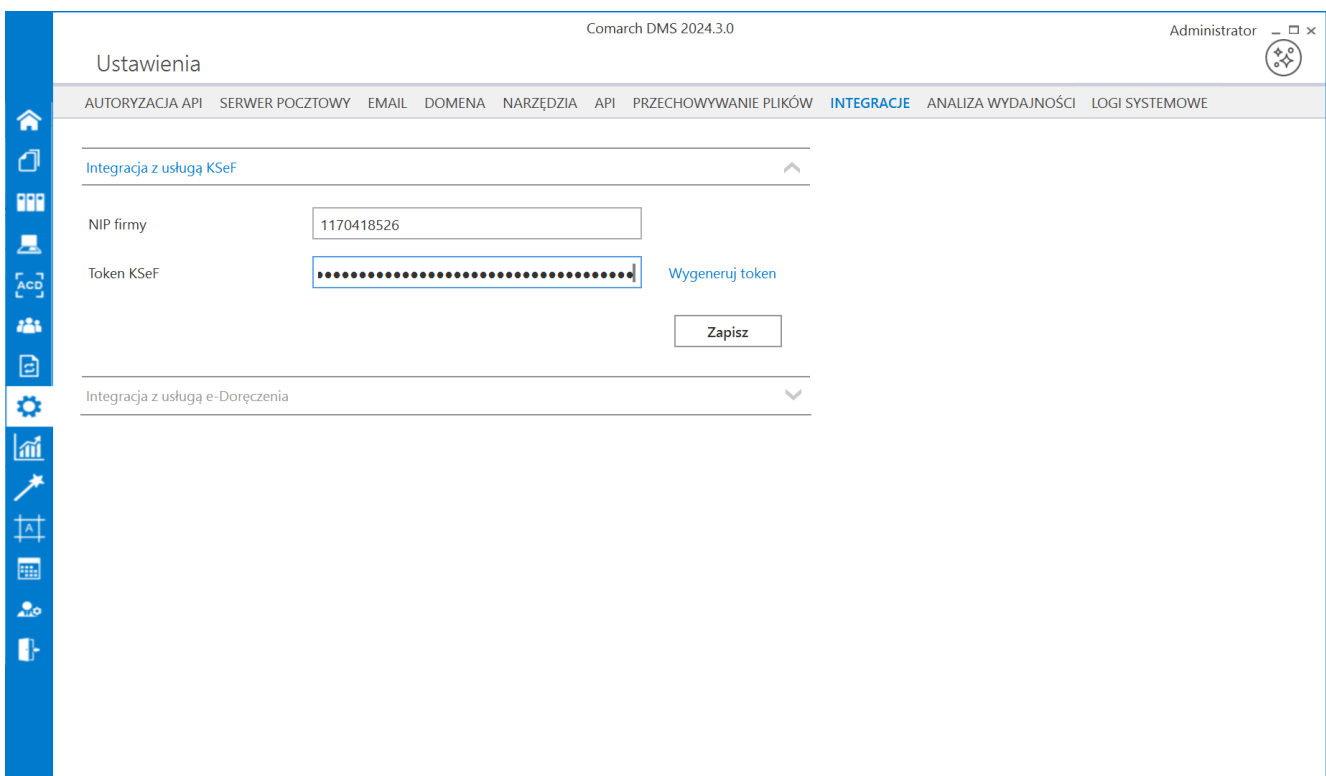 Comarch DMS 2024.3.0
Administrator
Ustawienia
AUTORYZACJA API SERWER POCZTOWY EMAIL DOMENA NARZĘDZIA API PRZECHOWYWANIE PLIKÓW INTEGRACJE ANALIZA WYDAJNOŚCI LOGI SYSTEMOWE
Integracja z usługą KSeF
NIP firmy 1170418526
Token KSeF ●●●●●●●●●●●●●●●●●●●●●●●●●●●●●●●●●●●●●● Wygeneruj token
Zapisz
Integracja z usługą e-Doręczenia
ACD
A